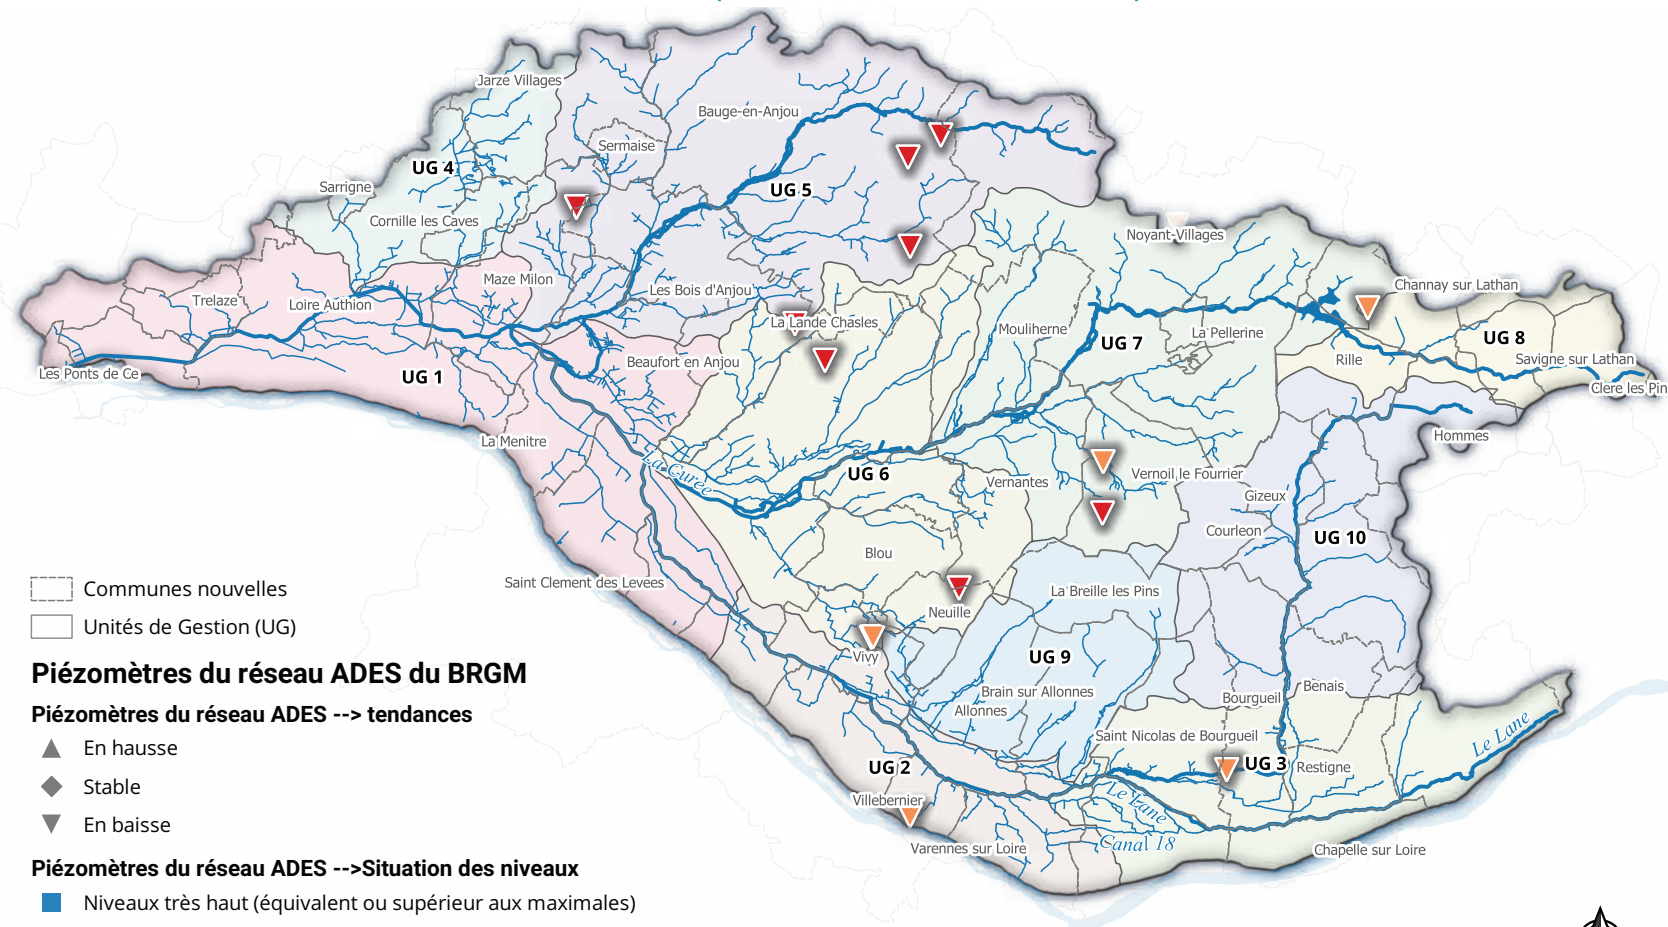 Jarze Villages
Bauge-en-Anjou
Sermaise
UG 4
Sarrigne
UG 5
Cornille les Caves
Noyant-Villages
Maze Milon
Les Bois d'Anjou
Channay sur Lathan
Trelaze
Loire Authion
La Lande Chasles
Mouliherne
La Pellerine
UG 7
UG 8
Rille
Savigne sur Lathan
Beaufort en Anjou
Les Ponts de Ce
UG 1
Clere les Pin
La Menitre
Hommes
La Curee
UG 6
Vernantes
Vernoil le Fourrier
Gizeux
Courleon
UG 10
Blou
Saint Clement des Levees
La Breille les Pins
Neuille
Vivy
UG 9
Brain sur Allonnes
Allonnes
Benais
Bourgueil
Saint Nicolas de Bourgueil
Le Lane
UG 2
UG 3
Restigne
Villebernier
Le Lane
Canal 18
Varennes sur Loire
Chapelle sur Loire
Communes nouvelles
Unités de Gestion (UG)
Piézomètres du réseau ADES du BRGM
Piézomètres du réseau ADES --> tendances
En hausse
Stable
En baisse
Piézomètres du réseau ADES -->Situation des niveaux
Niveaux très haut (équivalent ou supérieur aux maximales)